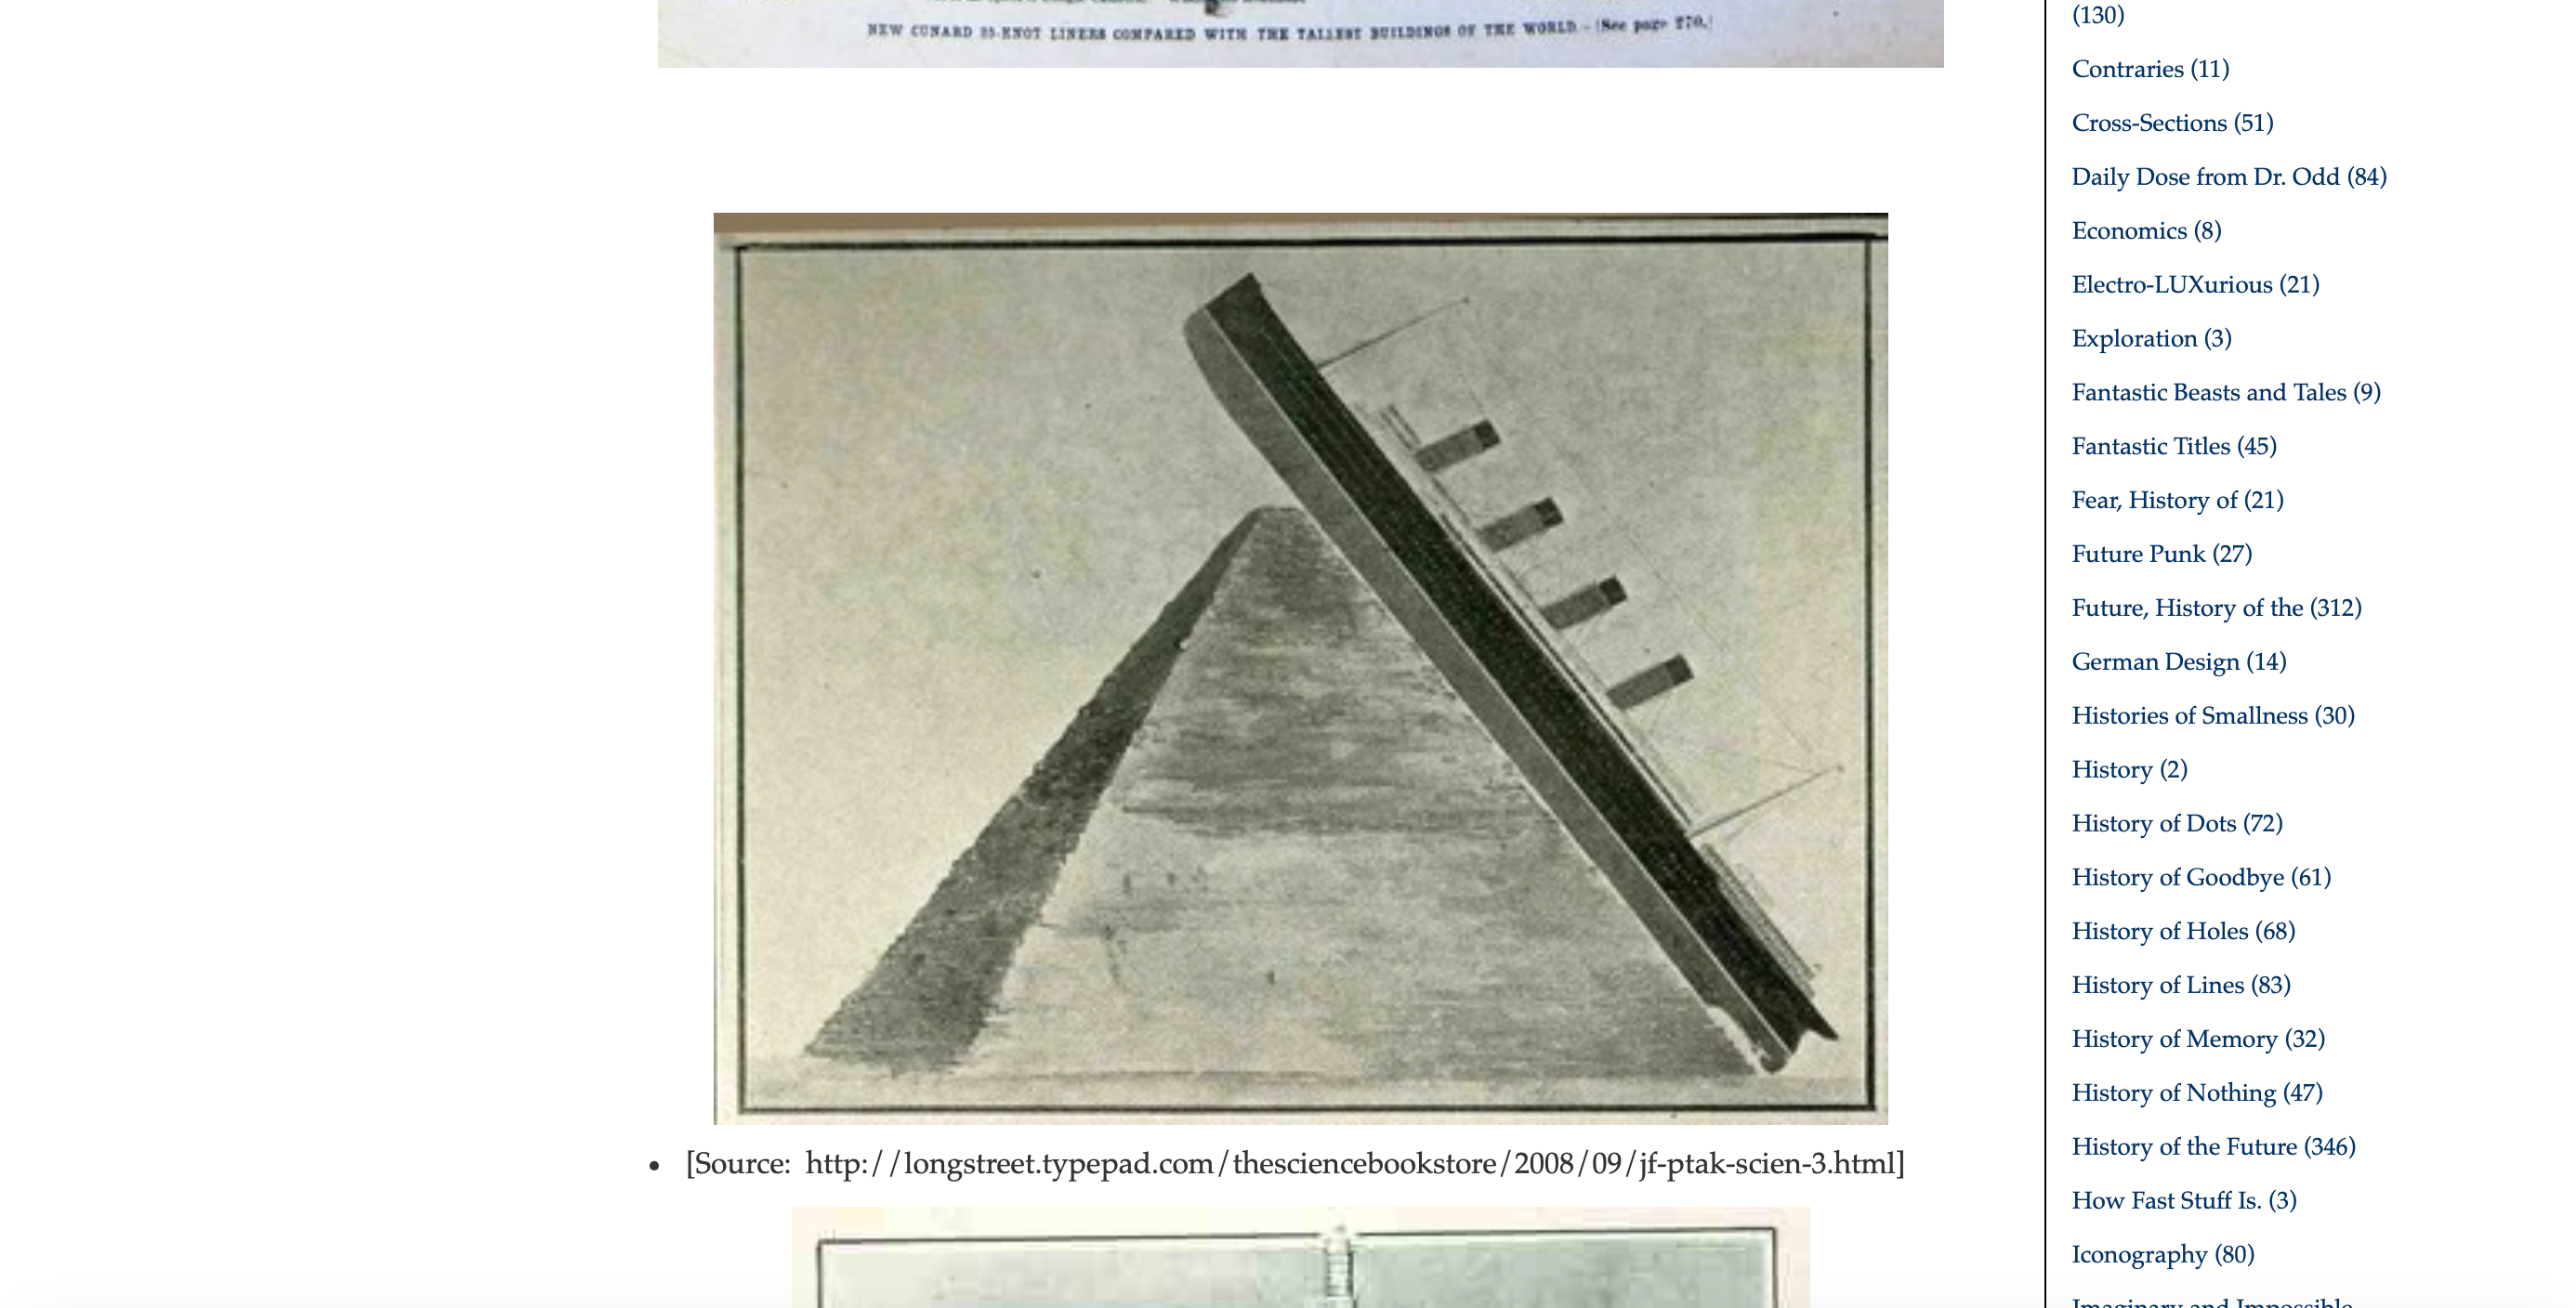 NEW CUNARD 25-KNOT LINERS COMPARED WITH THE TALLEST BUILDINGS OF THE WORLD - (See page 270.)
• [Source: http://longstreet.typepad.com/thesciencebookstore/2008/09/jf-ptak-scien-3.html]
(130)
Contraries (11)
Cross-Sections (51)
Daily Dose from Dr. Odd (84)
Economics (8)
Electro-LUXurious (21)
Exploration (3)
Fantastic Beasts and Tales (9)
Fantastic Titles (45)
Fear, History of (21)
Future Punk (27)
Future, History of the (312)
German Design (14)
Histories of Smallness (30)
History (2)
History of Dots (72)
History of Goodbye (61)
History of Holes (68)
History of Lines (83)
History of Memory (32)
History of Nothing (47)
History of the Future (346)
How Fast Stuff Is. (3)
Iconography (80)
Imaginary and Impossible